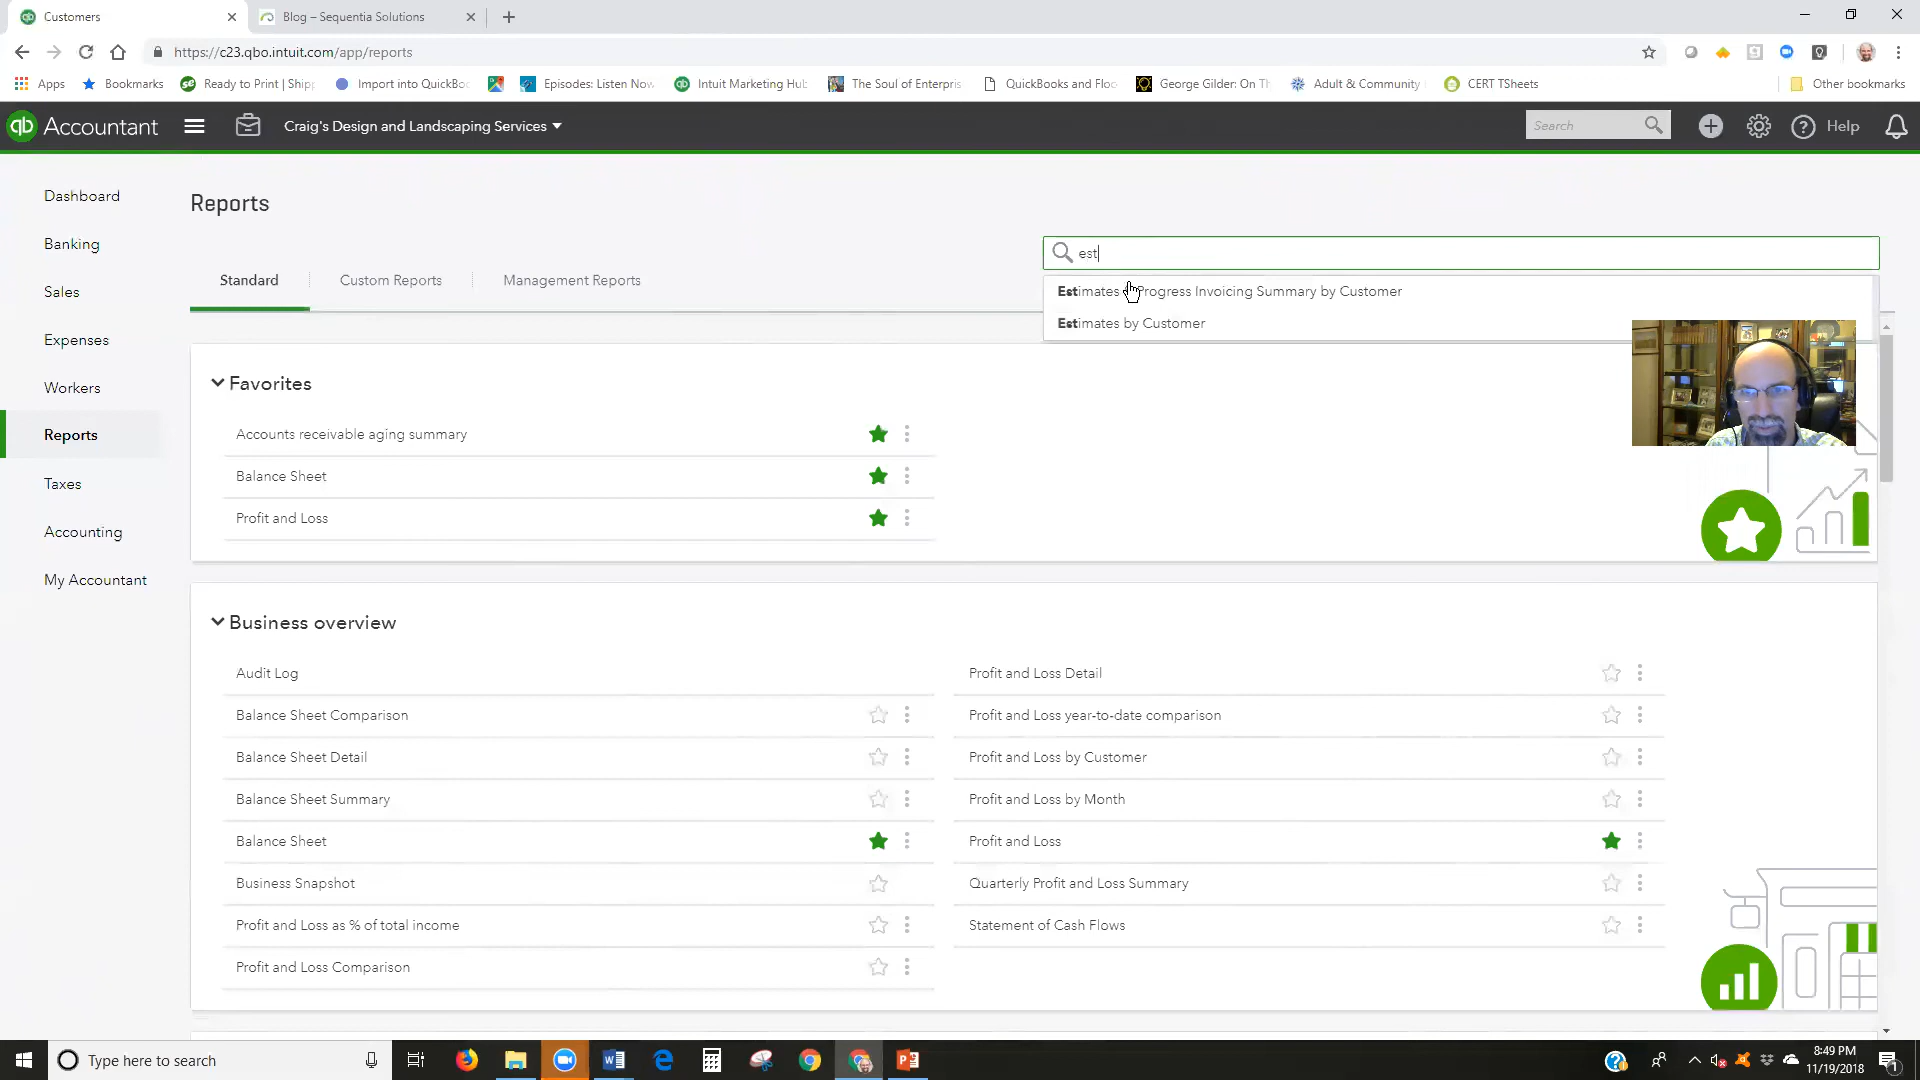 Customers
Blog – Sequentia Solutions
https://c23.qbo.intuit.com/app/reports
Apps
Bookmarks
Ready to Print | Ship
Import into QuickBo
Episodes: Listen Now
Intuit Marketing Hub
The Soul of Enterpris
QuickBooks and Floo
George Gilder: On Th
Adult & Community
CERT TSheets
Other bookmarks
qb Accountant
Craig's Design and Landscaping Services
Search
Help
Dashboard
Banking
Sales
Expenses
Workers
Reports
Taxes
Accounting
My Accountant
Reports
est
Standard
Custom Reports
Management Reports
Estimates Progress Invoicing Summary by Customer
Estimates by Customer
Favorites
Accounts receivable aging summary
Balance Sheet
Profit and Loss
Business overview
Audit Log
Balance Sheet Comparison
Balance Sheet Detail
Balance Sheet Summary
Balance Sheet
Business Snapshot
Profit and Loss as % of total income
Profit and Loss Comparison
Profit and Loss Detail
Profit and Loss year-to-date comparison
Profit and Loss by Customer
Profit and Loss by Month
Profit and Loss
Quarterly Profit and Loss Summary
Statement of Cash Flows
Type here to search
8:49 PM
11/19/2018
1